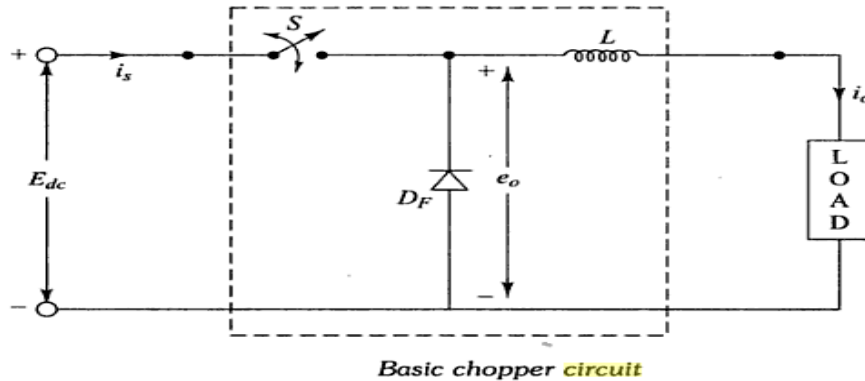 S
L
+
i_s
+
i_o
E_dc
D_F
e_o
L
O
A
D
−
−
Basic chopper circuit